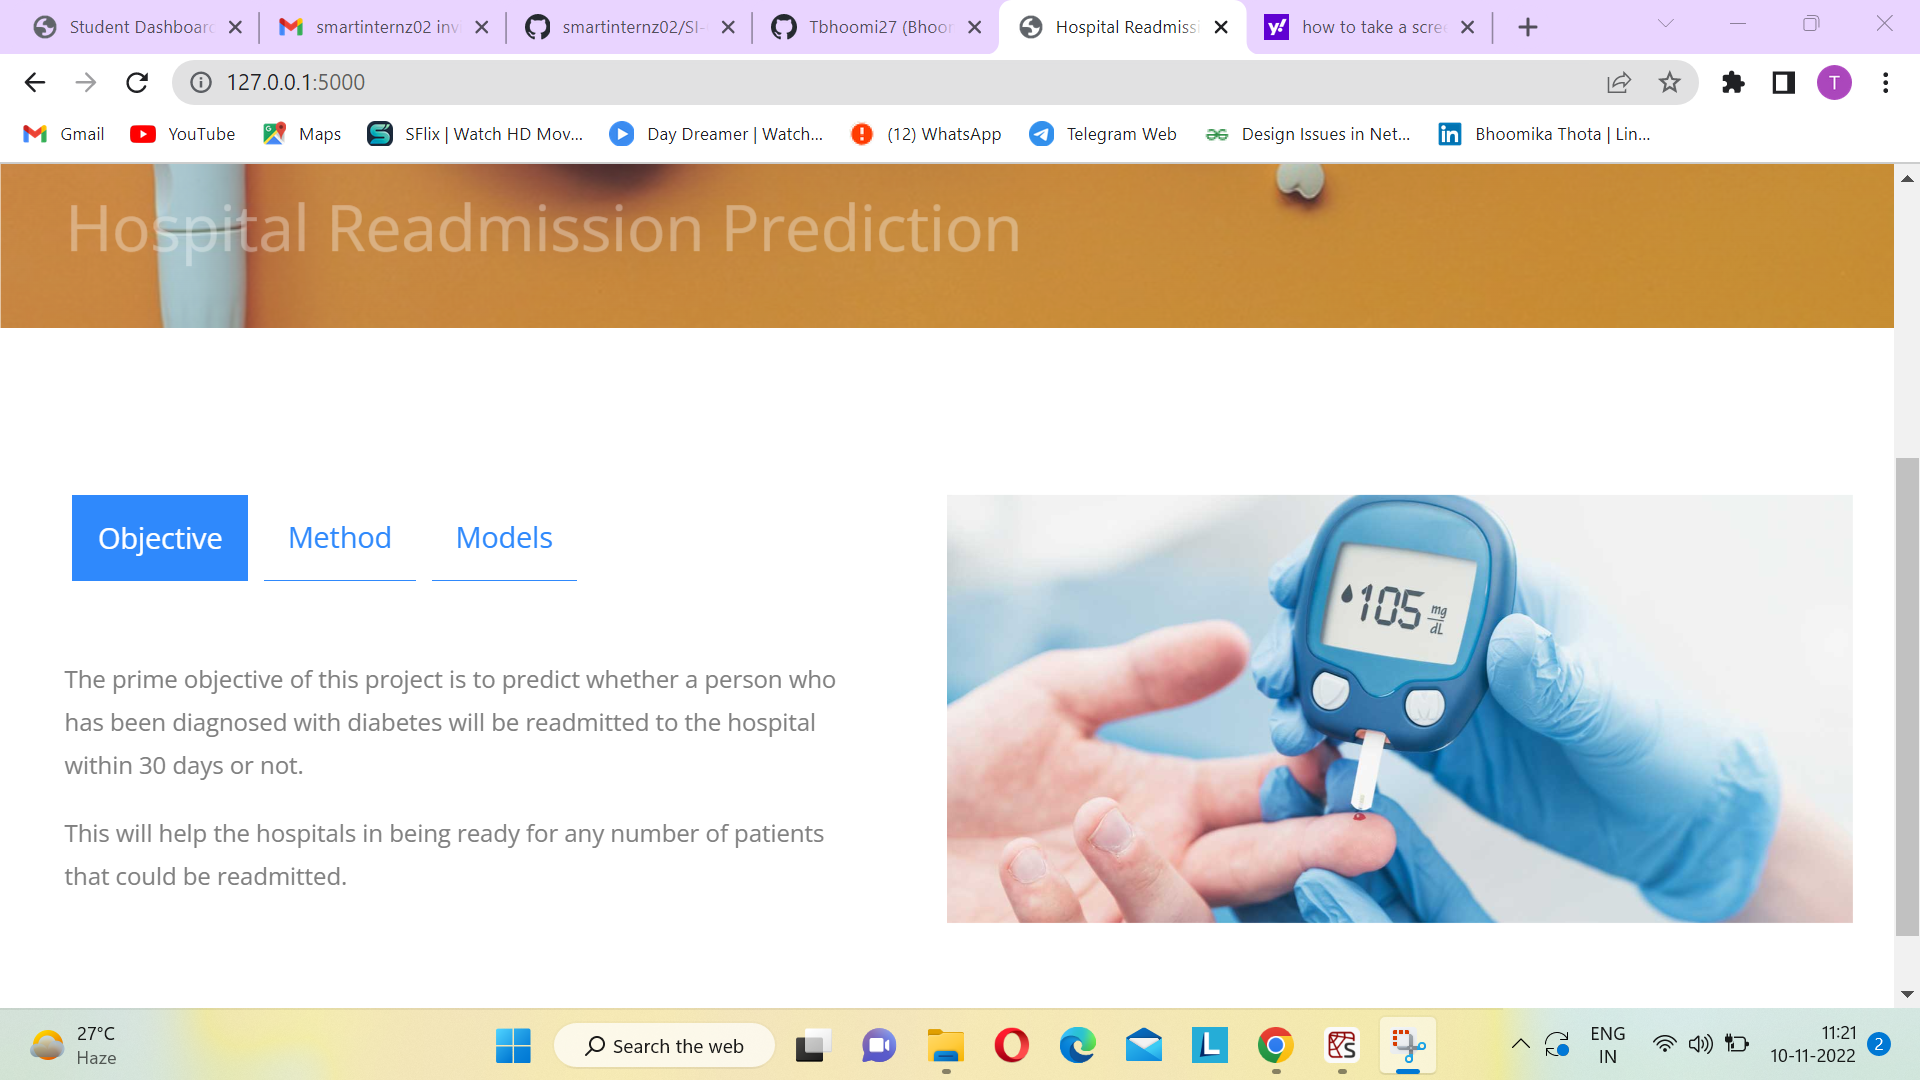 Student Dashboard
smartinternz02 inv
smartinternz02/SI-
Tbhoomi27 (Bhoor
Hospital Readmissi
how to take a scre
127.0.0.1:5000
T
Gmail
YouTube
Maps
SFlix | Watch HD Mov...
Day Dreamer | Watch...
(12) WhatsApp
Telegram Web
Design Issues in Net...
Bhoomika Thota | Lin...
Hospital Readmission Prediction
Objective
Method
Models
105 mg/dL
The prime objective of this project is to predict whether a person who
has been diagnosed with diabetes will be readmitted to the hospital
within 30 days or not.
This will help the hospitals in being ready for any number of patients
that could be readmitted.
27°C
Haze
Search the web
ENG
IN
11:21
10-11-2022
2